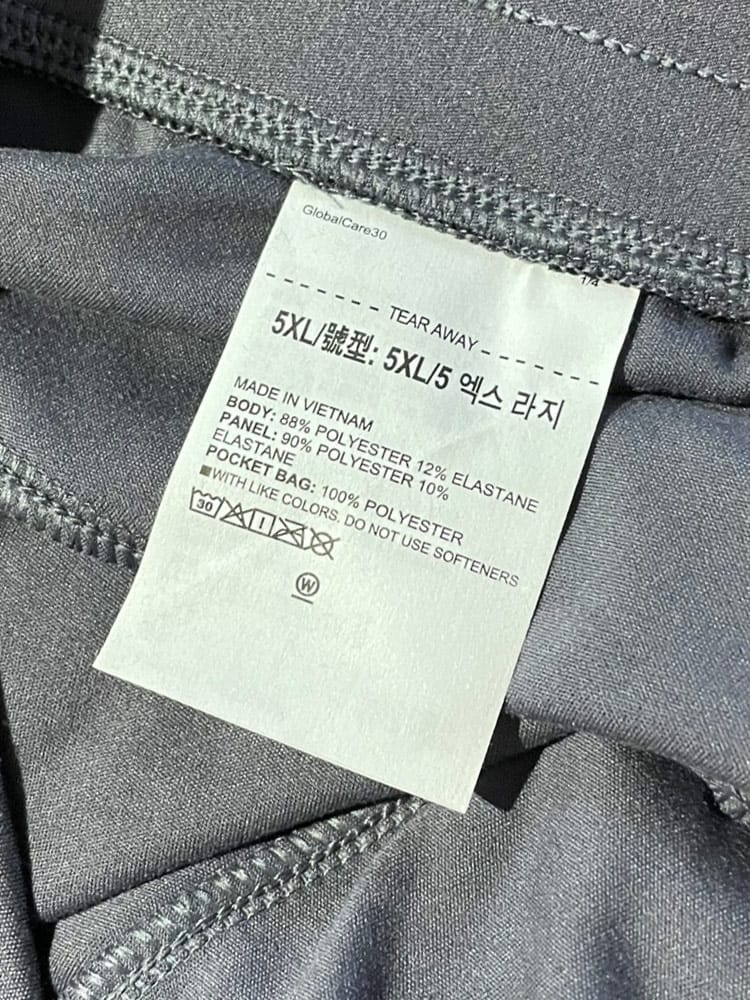 GlobalCare30
1/4
TEAR AWAY
5XL/號型: 5XL/5 엑스 라지
MADE IN VIETNAM
BODY: 88% POLYESTER 12% ELASTANE
PANEL: 90% POLYESTER 10%
ELASTANE
POCKET BAG: 100% POLYESTER
■WITH LIKE COLORS. DO NOT USE SOFTENERS
30
W